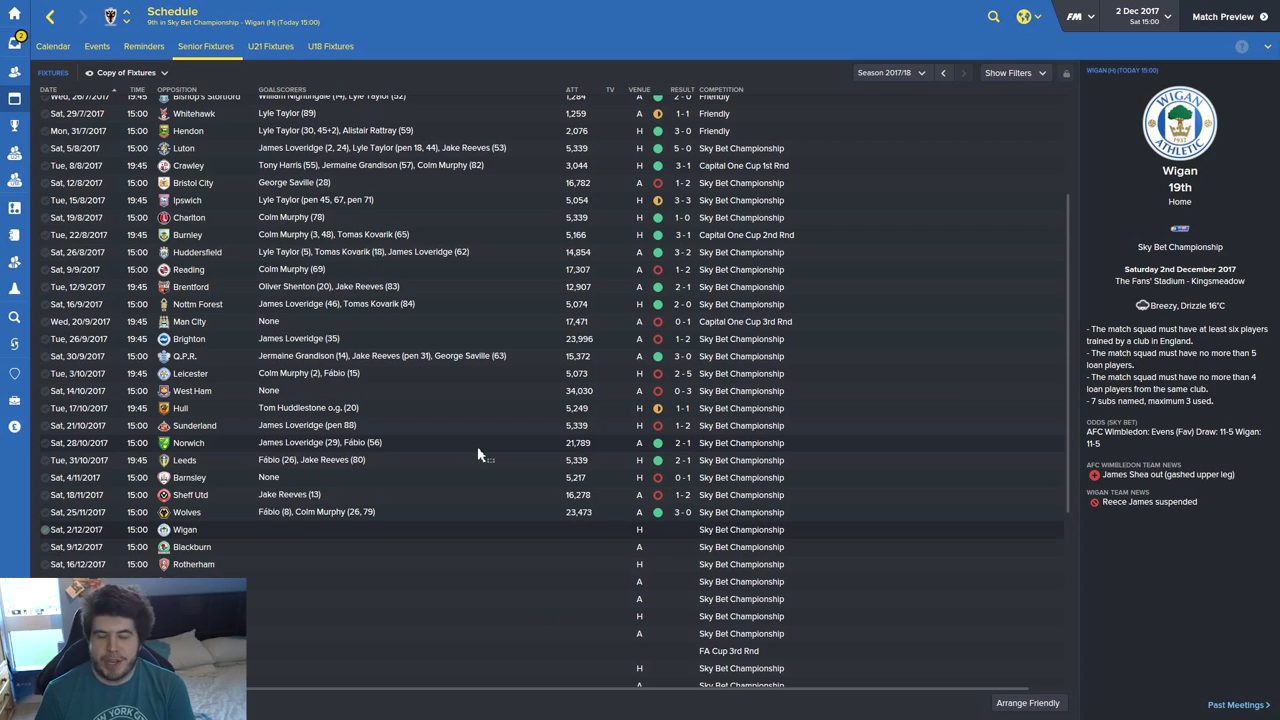 Schedule
9th in Sky Bet Championship - Wigan (H) (Today 15:00)
FM
2 Dec 2017
Sat 15:00
Match Preview
2
Calendar Events Reminders Senior Fixtures U21 Fixtures U18 Fixtures
FIXTURES Copy of Fixtures Season 2017/18 Show Filters
DATE TIME OPPOSITION GOALSCORERS ATT TV VENUE RESULT COMPETITION
Wed, 26/7/2017 19:45 Bishop's Stortford William Nightingale (14), Lyle Taylor (52) 1,284 A 2 - 0 Friendly
Sat, 29/7/2017 15:00 Whitehawk Lyle Taylor (89) 1,259 A 1 - 1 Friendly
Mon, 31/7/2017 15:00 Hendon Lyle Taylor (30, 45+2), Alistair Rattray (59) 2,076 A 3 - 0 Friendly
Sat, 5/8/2017 15:00 Luton James Loveridge (2, 24), Lyle Taylor (pen 18, 44), Jake Reeves (53) 5,339 H 5 - 0 Sky Bet Championship
Tue, 8/8/2017 19:45 Crawley Tony Harris (55), Jermaine Grandison (57), Colm Murphy (82) 3,044 H 3 - 1 Capital One Cup 1st Rnd
Sat, 12/8/2017 15:00 Bristol City George Saville (28) 16,782 A 1 - 2 Sky Bet Championship
Tue, 15/8/2017 19:45 Ipswich Lyle Taylor (pen 45, 67, pen 71) 5,054 H 3 - 3 Sky Bet Championship
Sat, 19/8/2017 15:00 Charlton Colm Murphy (78) 5,339 H 1 - 0 Sky Bet Championship
Tue, 22/8/2017 19:45 Burnley Colm Murphy (3, 48), Tomas Kovarik (65) 5,166 H 3 - 1 Capital One Cup 2nd Rnd
Sat, 26/8/2017 15:00 Huddersfield Lyle Taylor (5), Tomas Kovarik (18), James Loveridge (62) 14,854 A 3 - 2 Sky Bet Championship
Sat, 9/9/2017 15:00 Reading Colm Murphy (69) 17,307 A 1 - 2 Sky Bet Championship
Tue, 12/9/2017 19:45 Brentford Oliver Shenton (20), Jake Reeves (83) 12,907 A 2 - 1 Sky Bet Championship
Sat, 16/9/2017 15:00 Nottm Forest James Loveridge (46), Tomas Kovarik (84) 5,074 H 2 - 0 Sky Bet Championship
Wed, 20/9/2017 19:45 Man City None 17,471 A 0 - 1 Capital One Cup 3rd Rnd
Tue, 26/9/2017 19:45 Brighton James Loveridge (35) 23,996 A 1 - 2 Sky Bet Championship
Sat, 30/9/2017 15:00 Q.P.R. Jermaine Grandison (14), Jake Reeves (pen 31), George Saville (63) 15,372 A 3 - 0 Sky Bet Championship
Tue, 3/10/2017 19:45 Leicester Colm Murphy (2), Fábio (15) 5,073 H 2 - 5 Sky Bet Championship
Sat, 14/10/2017 15:00 West Ham None 34,030 A 0 - 3 Sky Bet Championship
Tue, 17/10/2017 19:45 Hull Tom Huddlestone o.g. (20) 5,249 H 1 - 1 Sky Bet Championship
Sat, 21/10/2017 15:00 Sunderland James Loveridge (pen 88) 5,339 H 1 - 2 Sky Bet Championship
Sat, 28/10/2017 15:00 Norwich James Loveridge (29), Fábio (56) 21,789 A 2 - 1 Sky Bet Championship
Tue, 31/10/2017 19:45 Leeds Fábio (26), Jake Reeves (80) 5,339 H 2 - 1 Sky Bet Championship
Sat, 4/11/2017 15:00 Barnsley None 5,217 H 0 - 1 Sky Bet Championship
Sat, 18/11/2017 15:00 Sheff Utd Jake Reeves (13) 16,278 A 1 - 2 Sky Bet Championship
Sat, 25/11/2017 15:00 Wolves Fábio (8), Colm Murphy (26, 79) 23,473 A 3 - 0 Sky Bet Championship
Sat, 2/12/2017 15:00 Wigan H Sky Bet Championship
Sat, 9/12/2017 15:00 Blackburn A Sky Bet Championship
Sat, 16/12/2017 15:00 Rotherham H Sky Bet Championship
A Sky Bet Championship
A Sky Bet Championship
H Sky Bet Championship
A Sky Bet Championship
FA Cup 3rd Rnd
H Sky Bet Championship
A Sky Bet Championship
Arrange Friendly
WIGAN (H) (TODAY 15:00)
WIGAN
ATHLETIC
Wigan
19th
Home
Sky Bet Championship
Saturday 2nd December 2017
The Fans' Stadium - Kingsmeadow
Breezy, Drizzle 16°C
- The match squad must have at least six players
trained by a club in England.
- The match squad must have no more than 5
loan players.
- The match squad must have no more than 4
loan players from the same club.
- 7 subs named, maximum 3 used.
ODDS (SKY BET)
AFC Wimbledon: Evens (Fav) Draw: 11-5 Wigan:
11-5
AFC WIMBLEDON TEAM NEWS
James Shea out (gashed upper leg)
WIGAN TEAM NEWS
Reece James suspended
Past Meetings
NEW YORK CITY